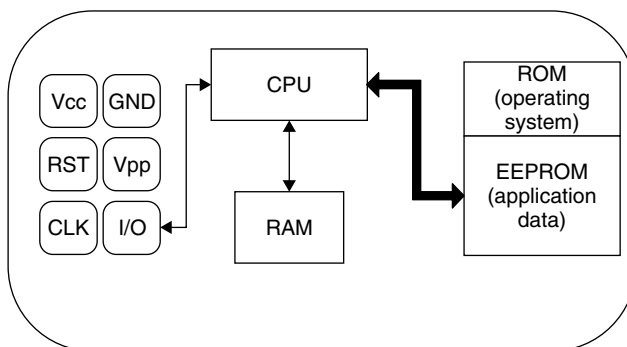 Vcc
GND
RST
Vpp
CLK
I/O
CPU
RAM
ROM
(operating
system)
EEPROM
(application
data)